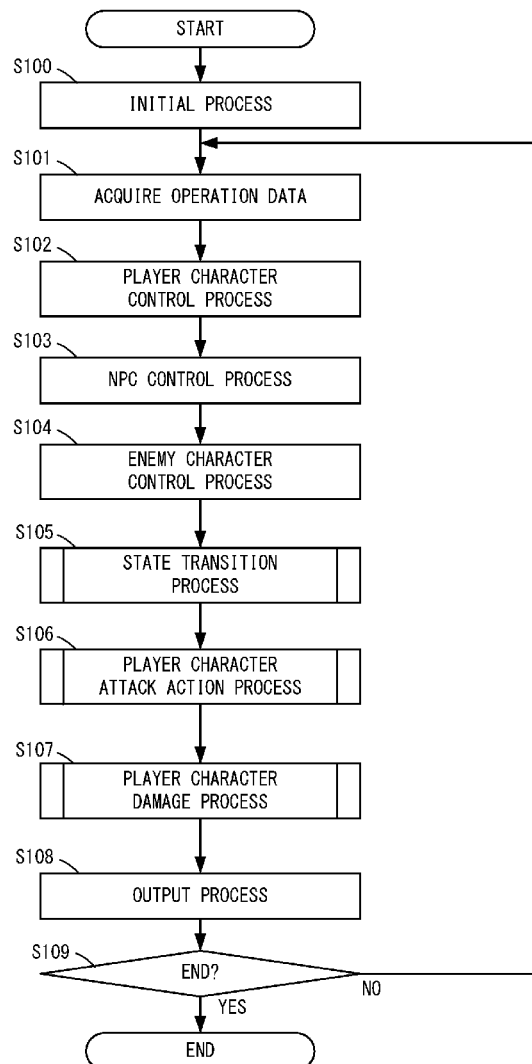 START
S100
INITIAL PROCESS
S101
ACQUIRE OPERATION DATA
S102
PLAYER CHARACTER
CONTROL PROCESS
S103
NPC CONTROL PROCESS
S104
ENEMY CHARACTER
CONTROL PROCESS
S105
STATE TRANSITION
PROCESS
S106
PLAYER CHARACTER
ATTACK ACTION PROCESS
S107
PLAYER CHARACTER
DAMAGE PROCESS
S108
OUTPUT PROCESS
S109
END?
NO
YES
END